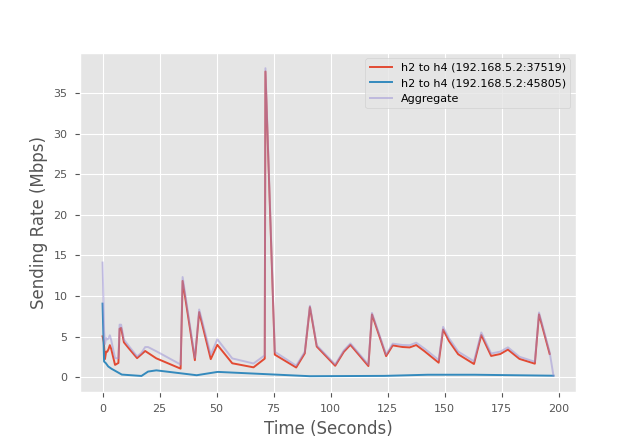 h2 to h4 (192.168.5.2:37519)
h2 to h4 (192.168.5.2:45805)
Aggregate
Sending Rate (Mbps)
35
30
25
20
15
10
5
0
0 25 50 75 100 125 150 175 200
Time (Seconds)